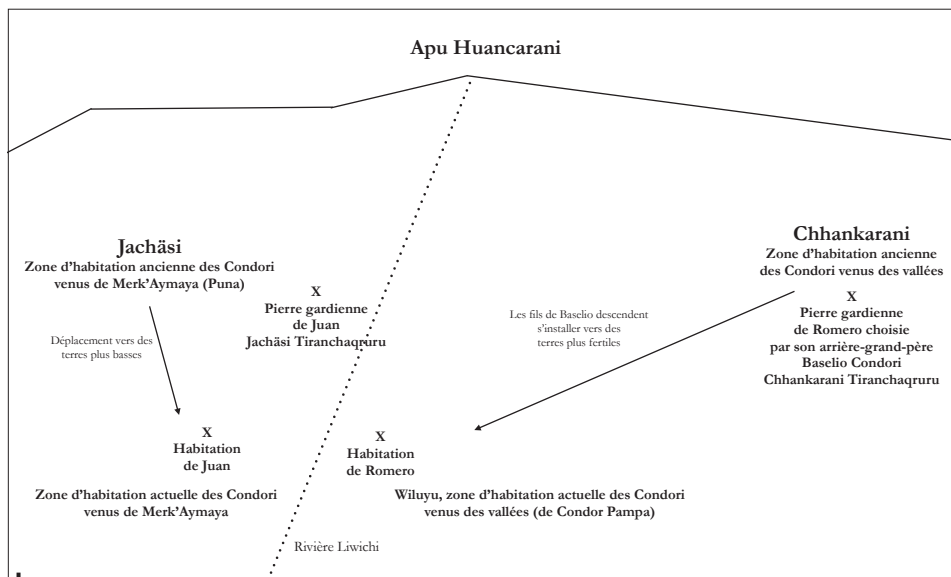 Apu Huancarani
Jachäsi
Zone d'habitation ancienne des Condori
venus de Merk'Aymaya (Puna)
X
Pierre gardienne
de Juan
Jachäsi Tiranchaqruru
Déplacement vers des
terres plus basses
X
Habitation
de Juan
Zone d'habitation actuelle des Condori
venus de Merk'Aymaya
Chhankarani
Zone d'habitation ancienne
des Condori venus des vallées
X
Pierre gardienne
de Romero choisie
par son arrière-grand-père
Baselio Condori
Chhankarani Tiranchaqruru
Les fils de Baselio descendent
s'installer vers des
terres plus fertiles
X
Habitation
de Romero
Wiluyu, zone d'habitation actuelle des Condori
venus des vallées (de Condor Pampa)
Rivière Liwichi